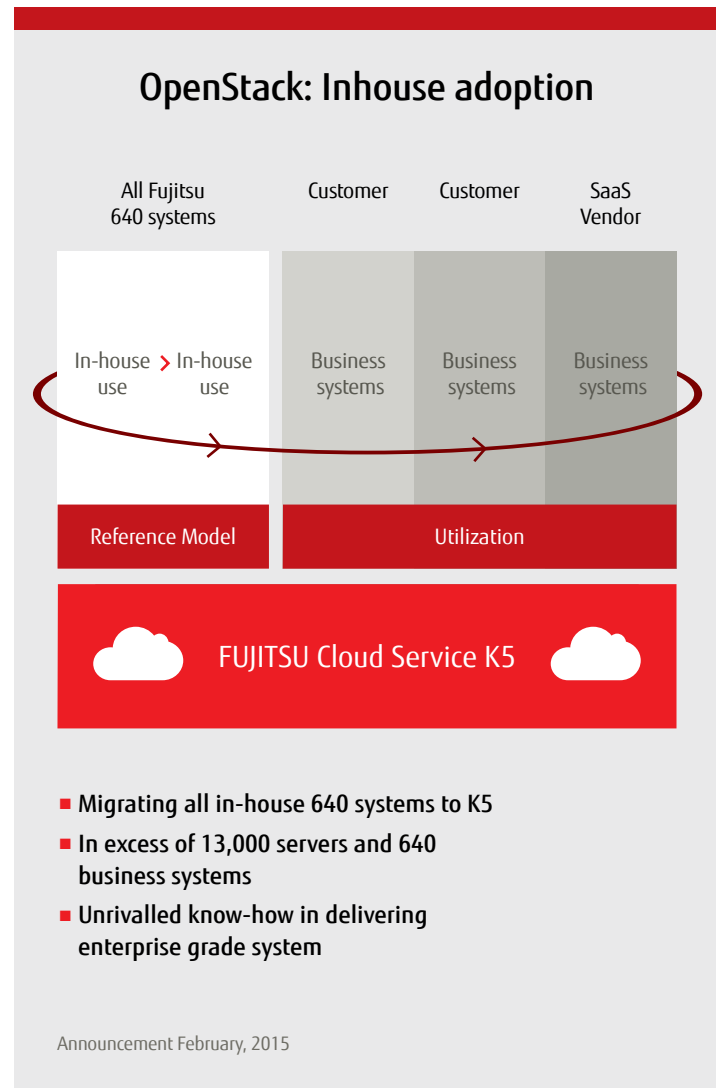 OpenStack: Inhouse adoption
All Fujitsu
640 systems
Customer
Customer
SaaS
Vendor
In-house
use
In-house
use
Business
systems
Business
systems
Business
systems
Reference Model
Utilization
FUJITSU Cloud Service K5
Migrating all in-house 640 systems to K5
In excess of 13,000 servers and 640
business systems
Unrivalled know-how in delivering
enterprise grade system
Announcement February, 2015